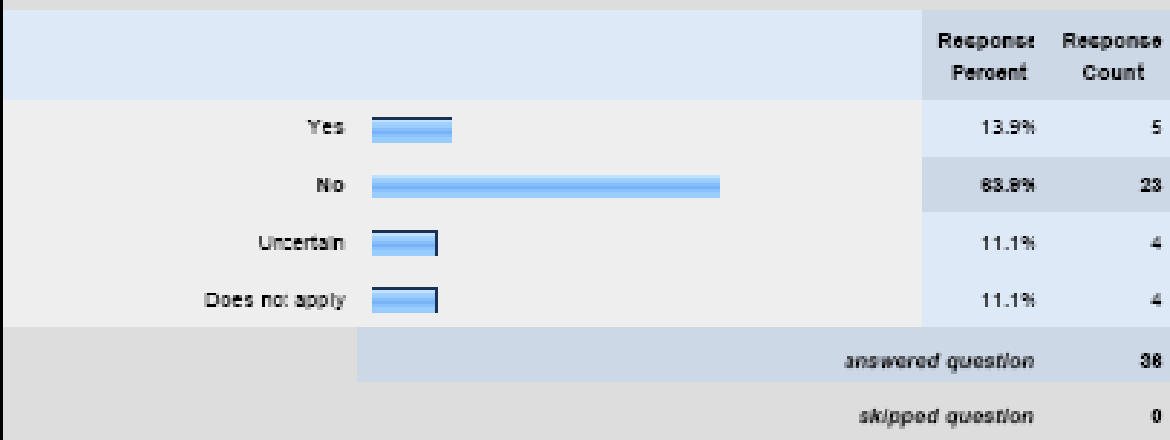 Response Percent Response Count
Yes 13.9% 5
No 63.9% 23
Uncertain 11.1% 4
Does not apply 11.1% 4
answered question 36
skipped question 0